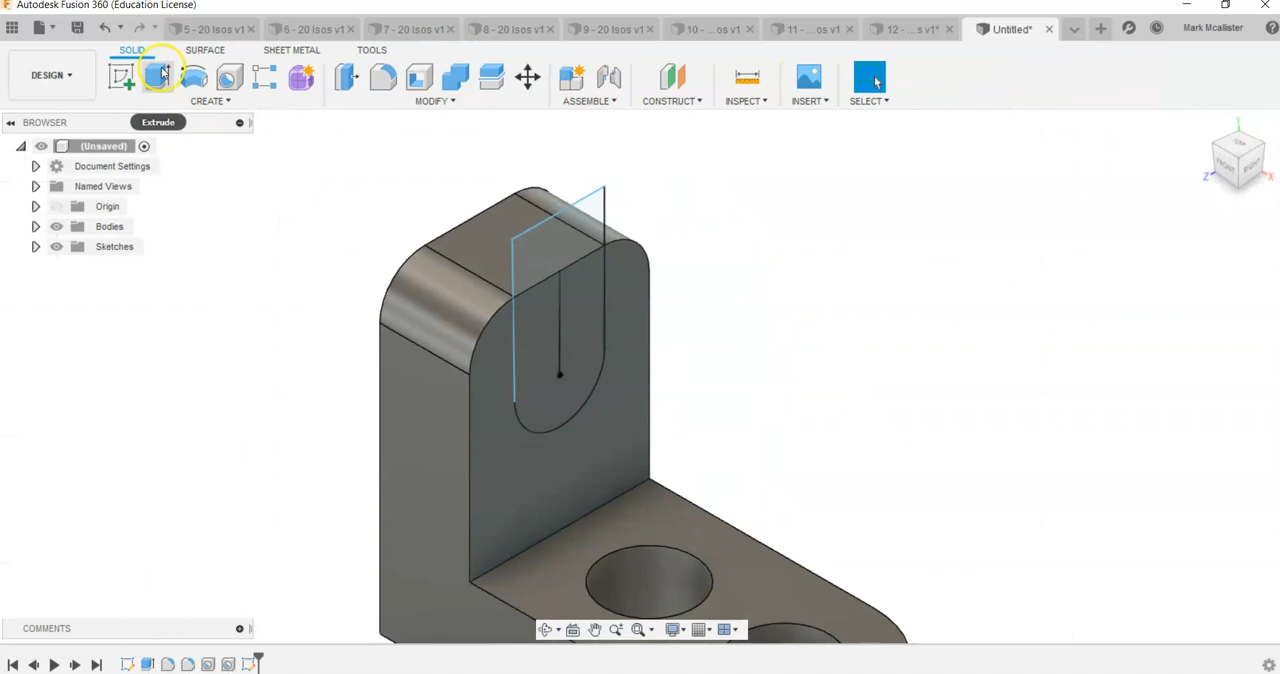 Autodesk Fusion 360 (Education License)
5 - 20 Isos v1 6 - 20 Isos v1 7 - 20 Isos v1 8 - 20 Isos v1 9 - 20 Isos v1 10 - ...os v1 11 - ...os v1 12 - ...s v1* Untitled* Mark Mcalister
SOLID SURFACE SHEET METAL TOOLS
DESIGN
CREATE MODIFY ASSEMBLE CONSTRUCT INSPECT INSERT SELECT
BROWSER
Extrude
(Unsaved)
Document Settings
Named Views
Origin
Bodies
Sketches
TOP
FRONT RIGHT
Y
Z X
COMMENTS